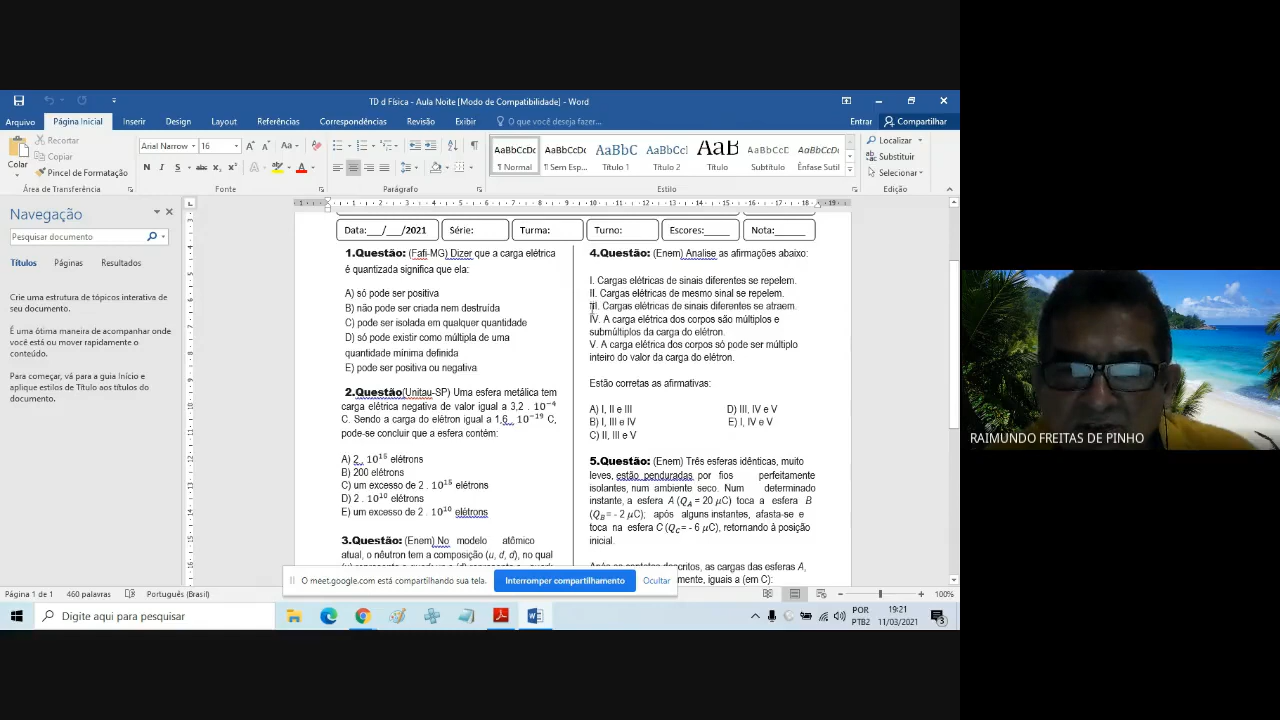 TD d Física - Aula Noite [Modo de Compatibilidade] - Word
Arquivo Página Inicial Inserir Design Layout Referências Correspondências Revisão Exibir O que você deseja fazer... Entrar Compartilhar
Colar
Recortar
Copiar
Pincel de Formatação
Área de Transferência
Arial Narrow 16
Fonte
Parágrafo
AaBbCcDc AaBbCcDc AaBbC AaBbCcI AaB AaBbCcD AaBbCcDc
¶ Normal ¶ Sem Esp... Título 1 Título 2 Título Subtítulo Ênfase Sutil
Estilo
Localizar
Substituir
Selecionar
Edição
Navegação
Pesquisar documento
Títulos Páginas Resultados
Crie uma estrutura de tópicos interativa de
seu documento.
É uma ótima maneira de acompanhar onde
você está ou mover rapidamente o
conteúdo.
Para começar, vá para a guia Início e
aplique estilos de Título aos títulos do
documento.
Data:___/___/2021 Série: Turma: Turno: Escores:_____ Nota:______
1.Questão: (Fafi-MG) Dizer que a carga elétrica
é quantizada significa que ela:
A) só pode ser positiva
B) não pode ser criada nem destruída
C) pode ser isolada em qualquer quantidade
D) só pode existir como múltipla de uma
quantidade mínima definida
E) pode ser positiva ou negativa
2.Questão(Unitau-SP) Uma esfera metálica tem
carga elétrica negativa de valor igual a 3,2 . 10⁻⁴
C. Sendo a carga do elétron igual a 1,6 . 10⁻¹⁹ C,
pode-se concluir que a esfera contém:
A) 2 . 10¹⁵ elétrons
B) 200 elétrons
C) um excesso de 2 . 10¹⁵ elétrons
D) 2 . 10¹⁰ elétrons
E) um excesso de 2 . 10¹⁰ elétrons
3.Questão: (Enem) No modelo atômico
atual, o nêutron tem a composição (u, d, d), no qual
4.Questão: (Enem) Analise as afirmações abaixo:
I. Cargas elétricas de sinais diferentes se repelem.
II. Cargas elétricas de mesmo sinal se repelem.
III. Cargas elétricas de sinais diferentes se atraem.
IV. A carga elétrica dos corpos são múltiplos e
submúltiplos da carga do elétron.
V. A carga elétrica dos corpos só pode ser múltiplo
inteiro do valor da carga do elétron.
Estão corretas as afirmativas:
A) I, II e III D) III, IV e V
B) I, III e IV E) I, IV e V
C) II, III e V
5.Questão: (Enem) Três esferas idênticas, muito
leves, estão penduradas por fios perfeitamente
isolantes, num ambiente seco. Num determinado
instante, a esfera A (Q_A = 20 μC) toca a esfera B
(Q_B = - 2 μC); após alguns instantes, afasta-se e
toca na esfera C (Q_C = - 6 μC), retornando à posição
inicial.
Após os contatos descritos, as cargas das esferas A,
iguais a (em C):
O meet.google.com está compartilhando sua tela. Interromper compartilhamento Ocultar
Página 1 de 1 460 palavras Português (Brasil) 100%
Digite aqui para pesquisar
POR
PTB2
19:21
11/03/2021
3
RAIMUNDO FREITAS DE PINHO